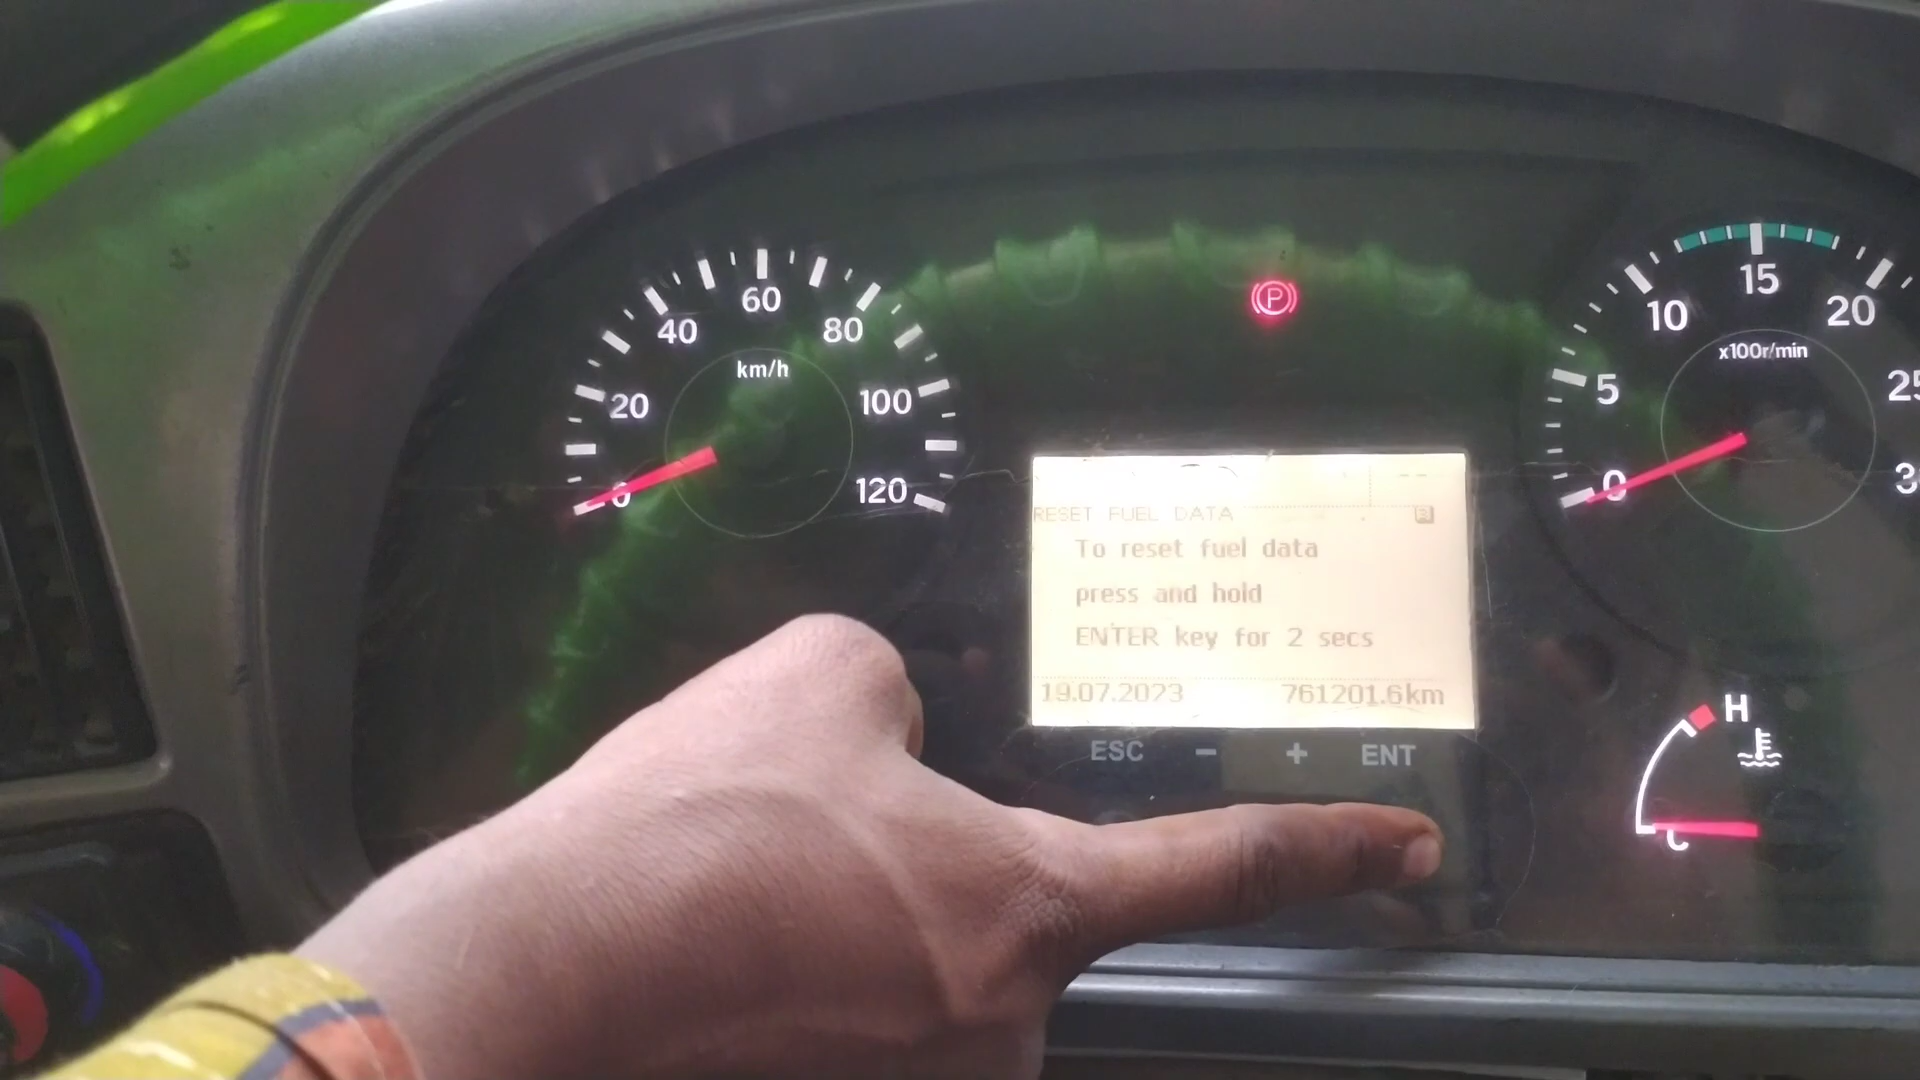 20
40
60
80
100
120
0
km/h
P
0
5
10
15
20
x100r/min
RESET FUEL DATA
To reset fuel data
press and hold
ENTER key for 2 secs
19.07.2023
761201.6km
ESC - + ENT
H
C